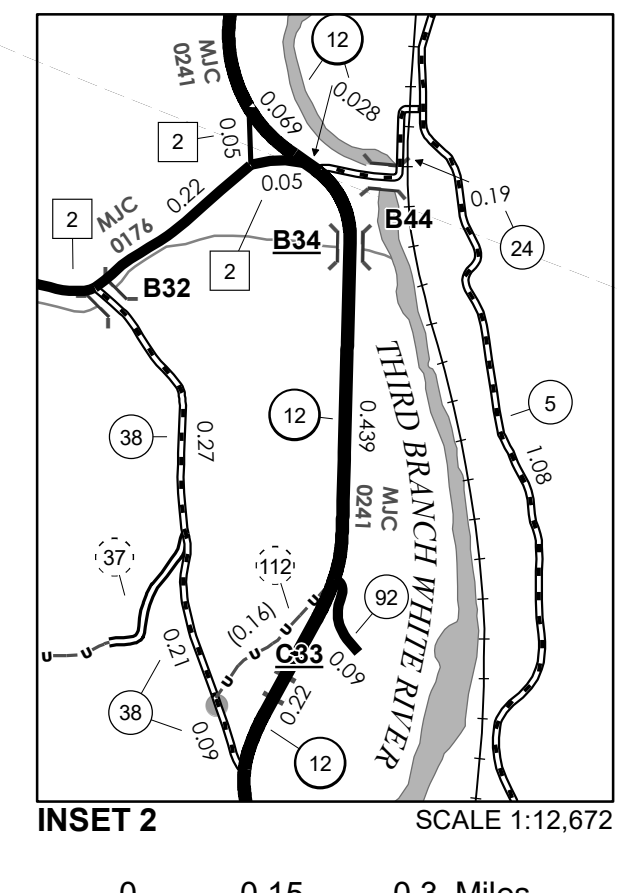 12
MJC
0241
0.028
0.069
2
0.05
0.19
0.22
0.05
2
MJC
0176
B44
B34
24
2
B32
THIRD BRANCH WHITE RIVER
5
12
0.439
38
0.27
1.08
MJC
0241
37
112
92
(0.16)
U
U
U
U
U
U
C33
0.21
0.09
38
0.22
0.09
12
INSET 2
SCALE 1:12,672
0 0.15 0.3 Miles